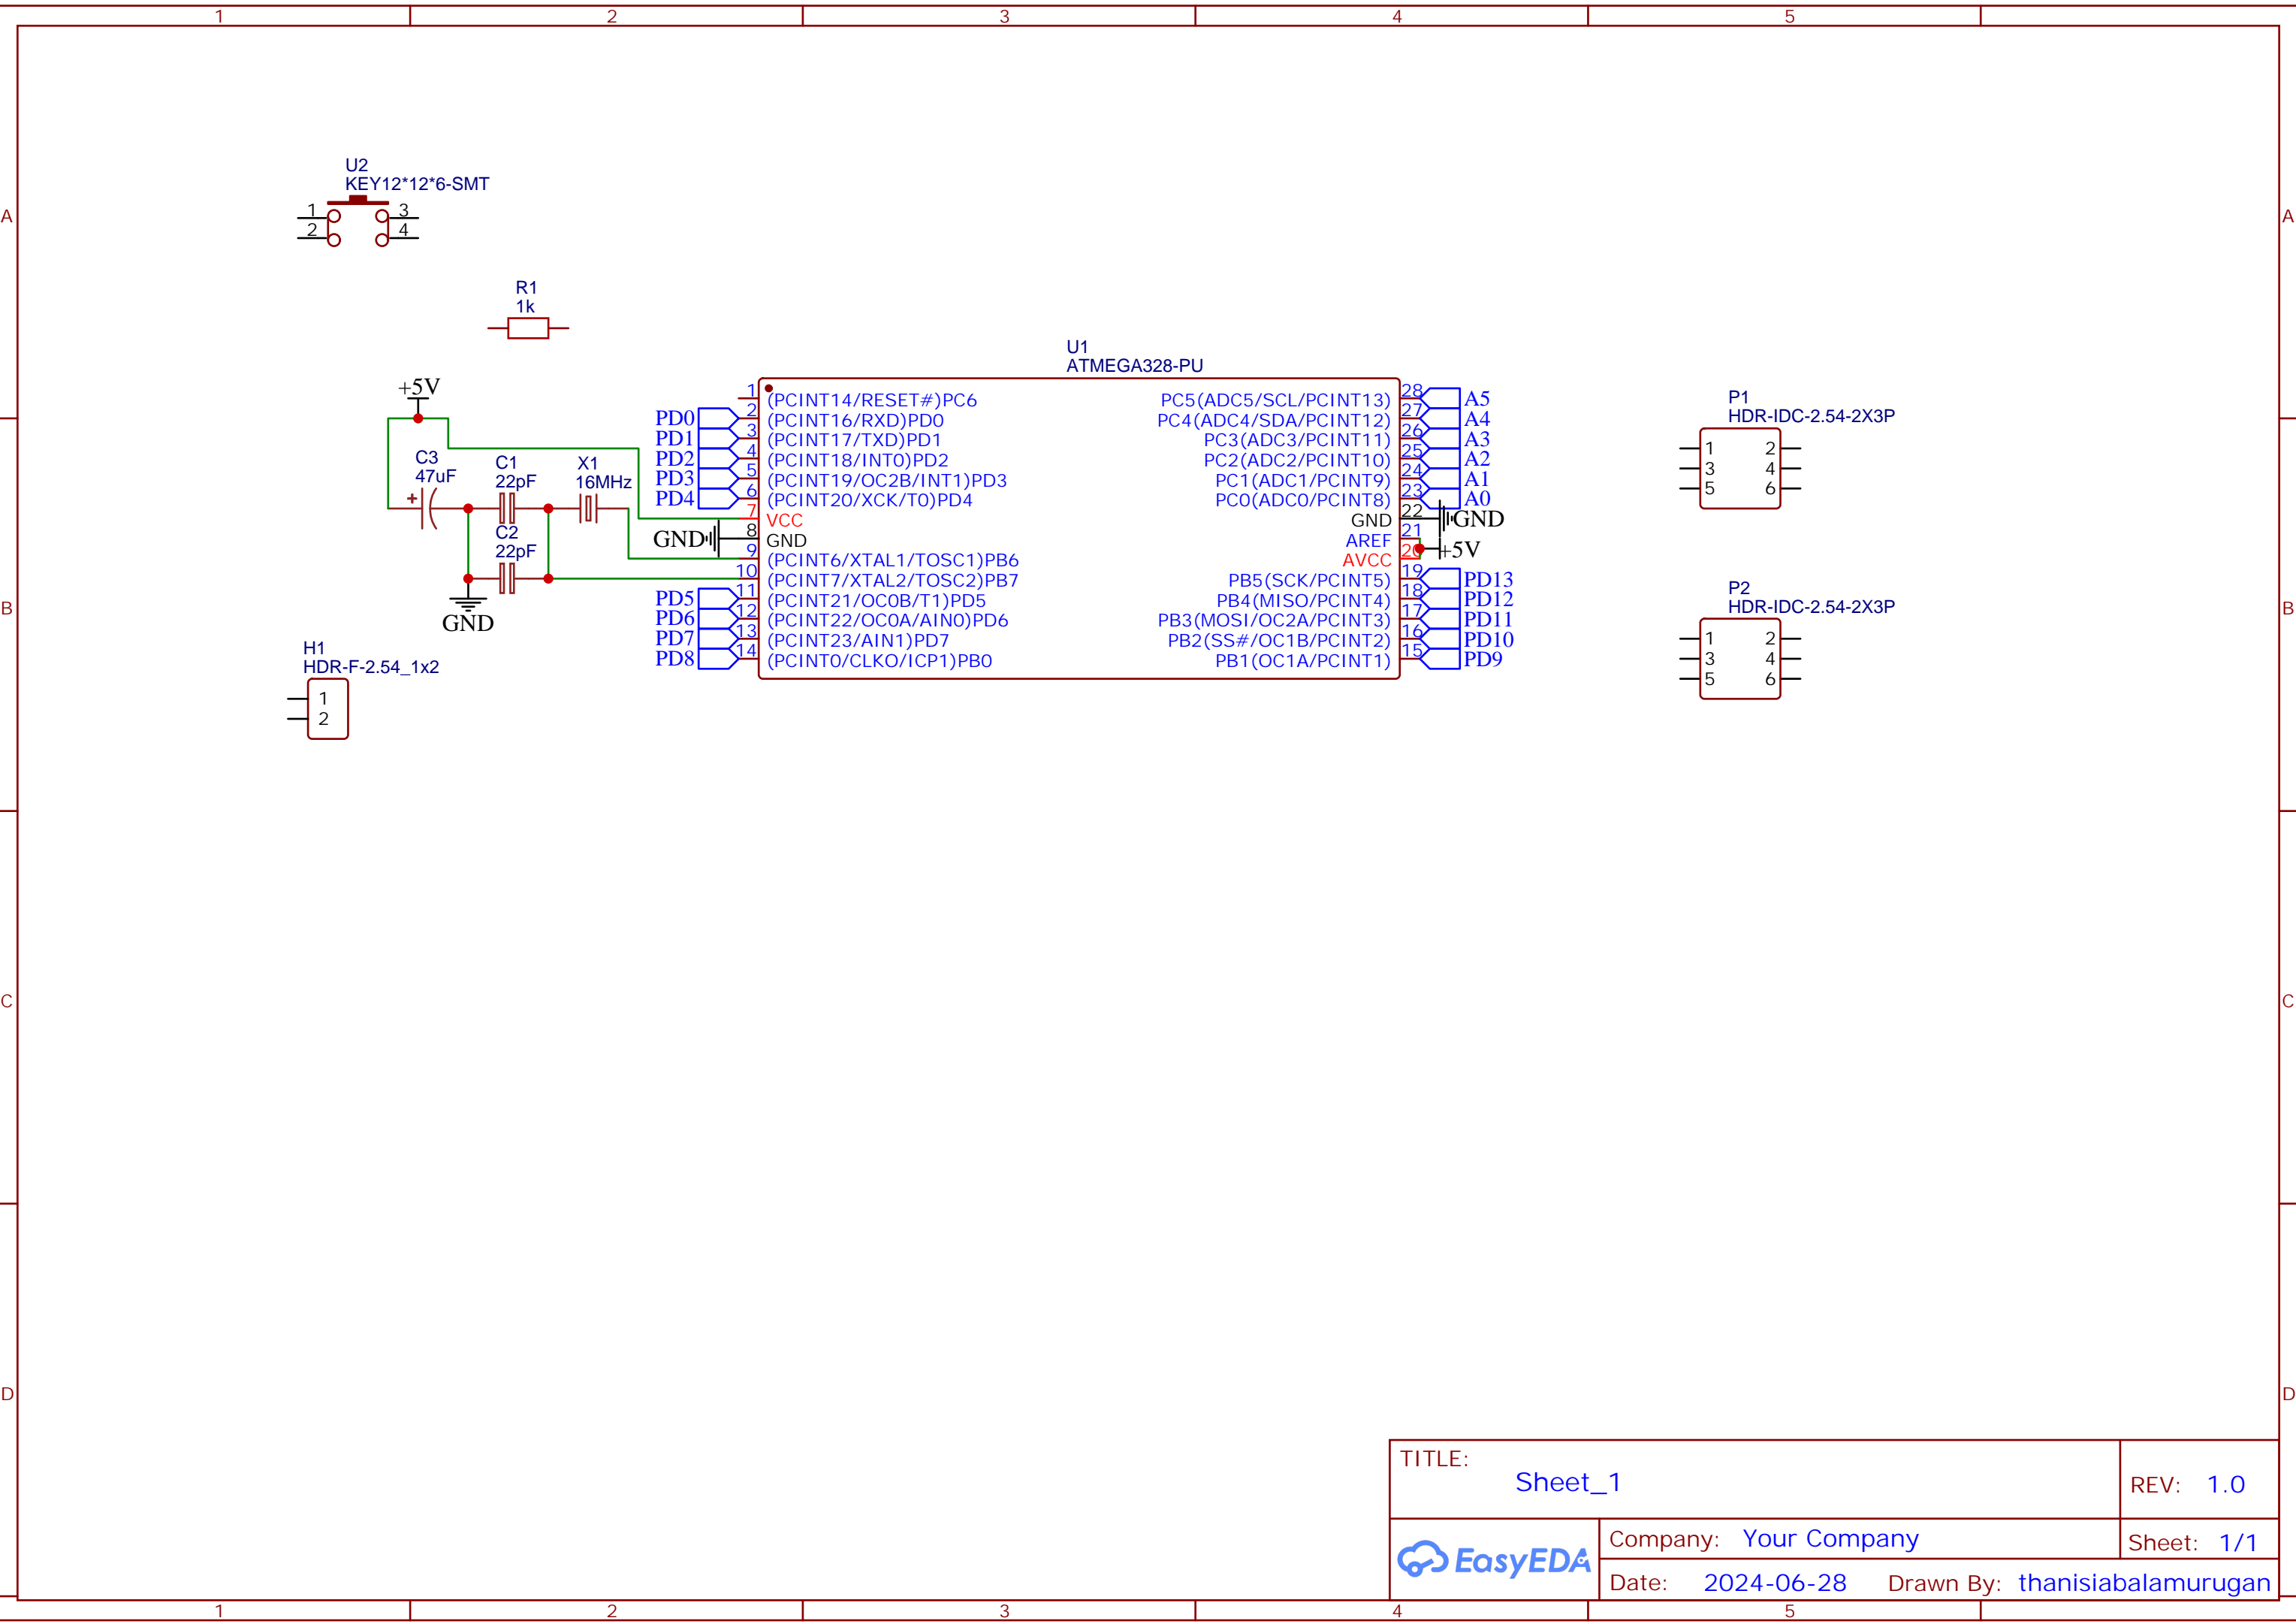 1 2 3 4 5
A A
U2
KEY12*12*6-SMT
1 3
2 4
R1
1k
U1
ATMEGA328-PU
+5V
P1
HDR-IDC-2.54-2X3P
1 2
3 4
5 6
1 (PCINT14/RESET#)PC6 PC5(ADC5/SCL/PCINT13) 28 A5
PD0 2 (PCINT16/RXD)PD0 PC4(ADC4/SDA/PCINT12) 27 A4
PD1 3 (PCINT17/TXD)PD1 PC3(ADC3/PCINT11) 26 A3
PD2 4 (PCINT18/INT0)PD2 PC2(ADC2/PCINT10) 25 A2
PD3 5 (PCINT19/OC2B/INT1)PD3 PC1(ADC1/PCINT9) 24 A1
PD4 6 (PCINT20/XCK/T0)PD4 PC0(ADC0/PCINT8) 23 A0
7 VCC GND 22 GND
GND 8 GND AREF 21
9 (PCINT6/XTAL1/TOSC1)PB6 AVCC 20 +5V
10 (PCINT7/XTAL2/TOSC2)PB7 PB5(SCK/PCINT5) 19 PD13
PD5 11 (PCINT21/OC0B/T1)PD5 PB4(MISO/PCINT4) 18 PD12
PD6 12 (PCINT22/OC0A/AIN0)PD6 PB3(MOSI/OC2A/PCINT3) 17 PD11
PD7 13 (PCINT23/AIN1)PD7 PB2(SS#/OC1B/PCINT2) 16 PD10
PD8 14 (PCINT0/CLKO/ICP1)PB0 PB1(OC1A/PCINT1) 15 PD9
C3
47uF
+
C1
22pF
X1
16MHz
C2
22pF
GND
B B
P2
HDR-IDC-2.54-2X3P
1 2
3 4
5 6
H1
HDR-F-2.54_1x2
1
2
C C
D D
TITLE:
Sheet_1
REV: 1.0
EasyEDA
Company: Your Company
Sheet: 1/1
Date: 2024-06-28 Drawn By: thanisiabalamurugan
1 2 3 4 5